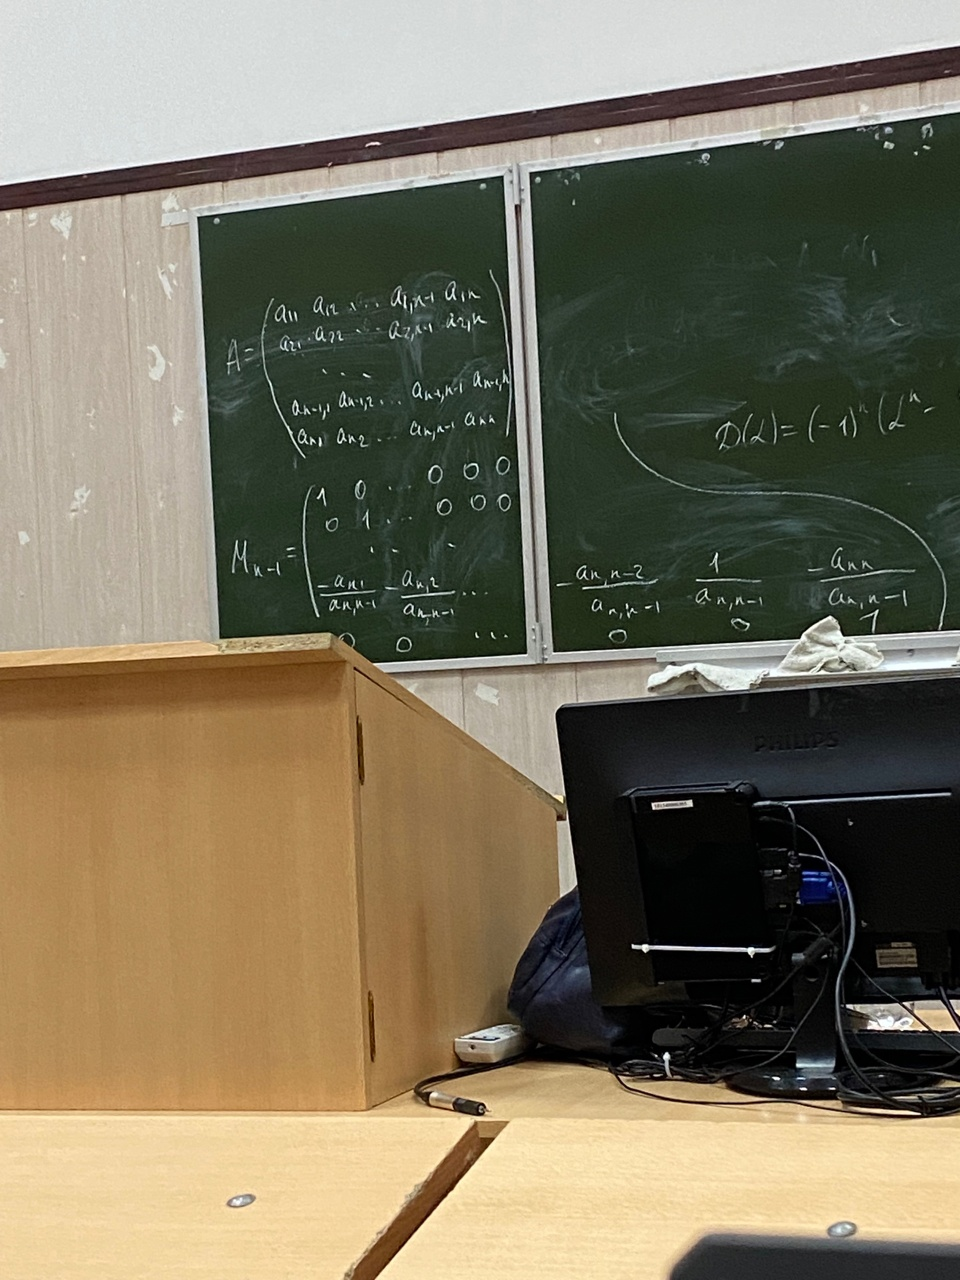 a₁₁ a₁₂ ... a₁,ₙ₋₁ a₁ₙ
a₂₁ a₂₂ ... a₂,ₙ₋₁ a₂,ₙ
A =
. . . .
aₙ₋₁,₁ aₙ₋₁,₂ ... aₙ₋₁,ₙ₋₁ aₙ₋₁,ₙ
aₙ₁ aₙ₂ ... aₙ,ₙ₋₁ aₙₙ
D(λ) = (-1)ⁿ (λⁿ -
1 0 ... 0 0 0
0 1 ... 0 0 0
Mₙ₋₁ =
-aₙ₁/aₙ,ₙ₋₁ -aₙ,₂/aₙ,ₙ₋₁ ... -aₙ,ₙ₋₂/aₙ,ₙ₋₁ 1/aₙ,ₙ₋₁ -aₙₙ/aₙ,ₙ₋₁
0 0 ... 0 0 1
PHILIPS